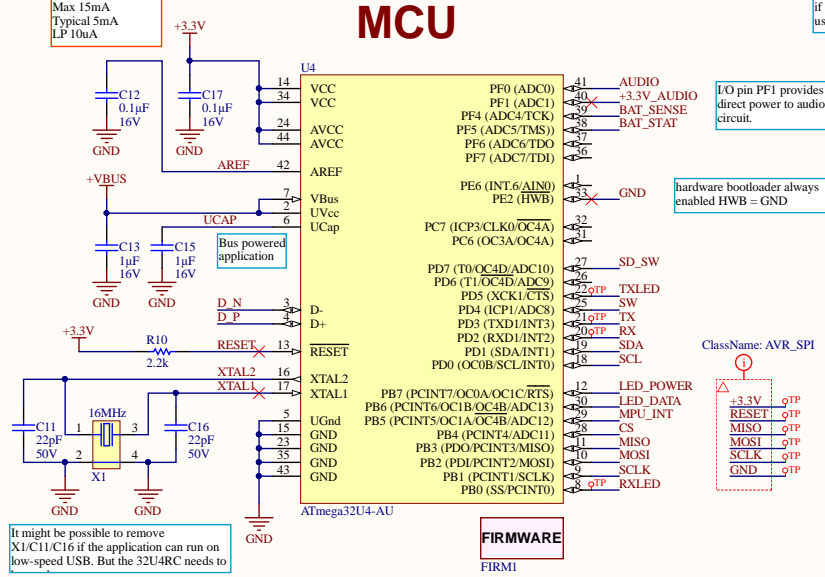 Max 15mA
Typical 5mA
LP 10uA
MCU
if
us
+3.3V
U4
C12
0.1µF
16V
C17
0.1µF
16V
GND
GND
14 VCC
34 VCC
24 AVCC
44 AVCC
AREF 42 AREF
+VBUS
7 VBus
2 UVcc
UCAP 6 UCap
C13
1µF
16V
C15
1µF
16V
GND
GND
Bus powered
application
D_N 3 D-
D_P 4 D+
+3.3V
R10
2.2k
RESET 13 RESET
XTAL2 16 XTAL2
XTAL1 17 XTAL1
C11
22pF
50V
16MHz
1 3
2 4
X1
C16
22pF
50V
GND
GND
5 UGnd
15 GND
23 GND
35 GND
43 GND
GND
ATmega32U4-AU
PF0 (ADC0) 41 AUDIO
PF1 (ADC1) 40 +3.3V_AUDIO
PF4 (ADC4/TCK) 39 BAT_SENSE
PF5 (ADC5/TMS)) 38 BAT_STAT
PF6 (ADC6/TDO 37
PF7 (ADC7/TDI) 36
PE6 (INT.6/AIN0) 1
PE2 (HWB) 33 GND
PC7 (ICP3/CLK0/OC4A) 32
PC6 (OC3A/OC4A) 31
PD7 (T0/OC4D/ADC10) 27 SD_SW
PD6 (T1/OC4D/ADC9) 26
PD5 (XCK1/CTS) 22 TP TXLED
PD4 (ICP1/ADC8) 25 SW
PD3 (TXD1/INT3) 21 TP TX
PD2 (RXD1/INT2) 20 TP RX
PD1 (SDA/INT1) 19 SDA
PD0 (OC0B/SCL/INT0) 18 SCL
PB7 (PCINT7/OC0A/OC1C/RTS) 12 LED_POWER
PB6 (PCINT6/OC1B/OC4B/ADC13) 30 LED_DATA
PB5 (PCINT5/OC1A/OC4B/ADC12) 29 MPU_INT
PB4 (PCINT4/ADC11) 28 CS
PB3 (PDO/PCINT3/MISO) 11 MISO
PB2 (PDI/PCINT2/MOSI) 10 MOSI
PB1 (PCINT1/SCLK) 9 SCLK
PB0 (SS/PCINT0) 8 TP RXLED
I/O pin PF1 provides
direct power to audio
circuit.
hardware bootloader always
enabled HWB = GND
ClassName: AVR_SPI
i
+3.3V TP
RESET TP
MISO TP
MOSI TP
SCLK TP
GND TP
It might be possible to remove
X1/C11/C16 if the application can run on
low-speed USB. But the 32U4RC needs to
FIRMWARE
FIRM1